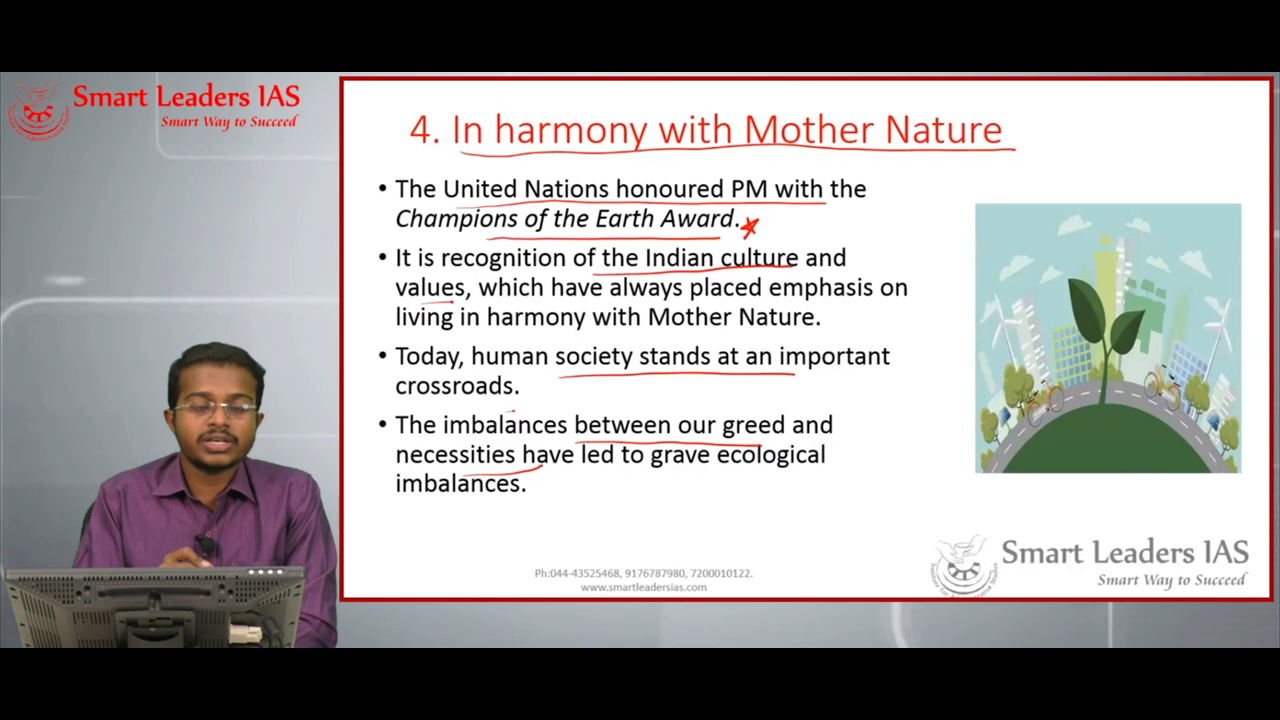 Smart Leaders IAS
Smart Way to Succeed
4. In harmony with Mother Nature
• The United Nations honoured PM with the
Champions of the Earth Award.
• It is recognition of the Indian culture and
values, which have always placed emphasis on
living in harmony with Mother Nature.
• Today, human society stands at an important
crossroads.
• The imbalances between our greed and
necessities have led to grave ecological
imbalances.
Ph:044-43525468, 9176787980, 7200010122.
www.smartleadersias.com
Smart Leaders IAS
Smart Way to Succeed